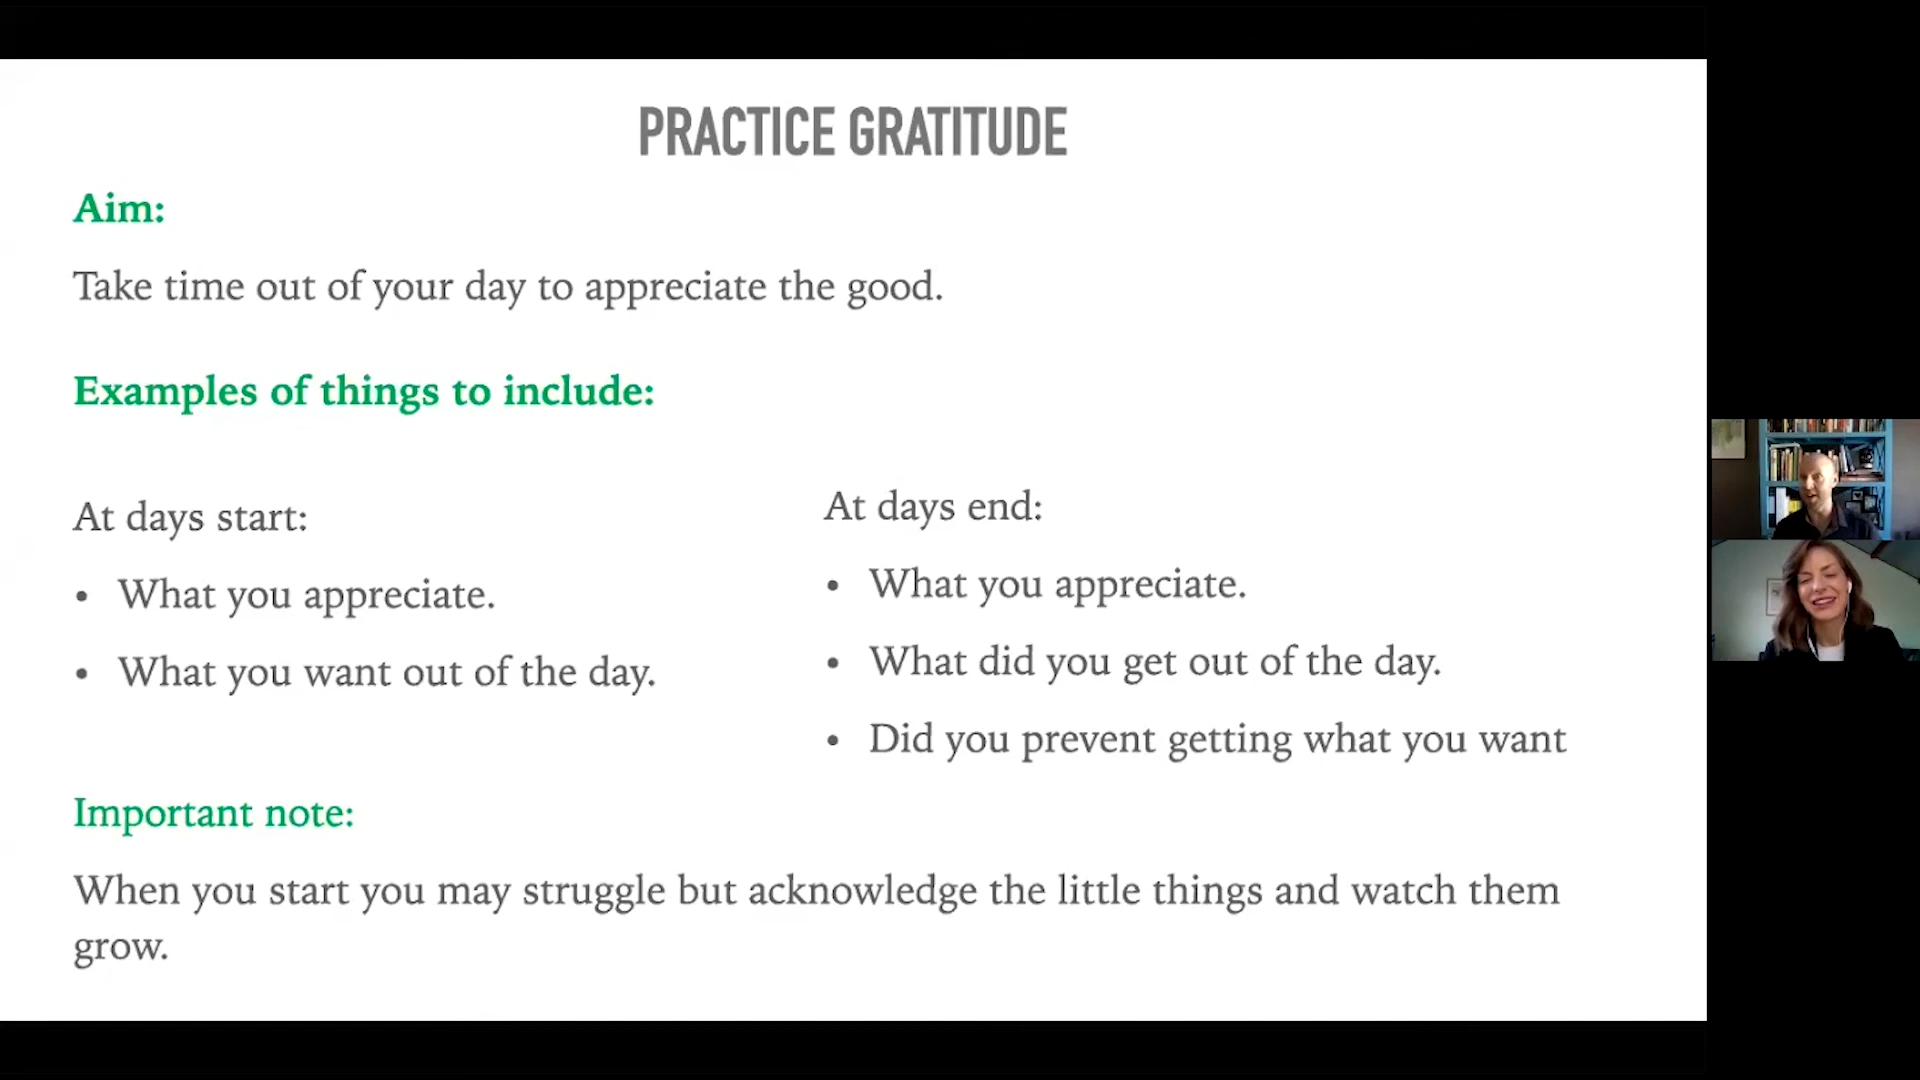 PRACTICE GRATITUDE
Aim:
Take time out of your day to appreciate the good.
Examples of things to include:
At days start:
• What you appreciate.
• What you want out of the day.
At days end:
• What you appreciate.
• What did you get out of the day.
• Did you prevent getting what you want
Important note:
When you start you may struggle but acknowledge the little things and watch them
grow.